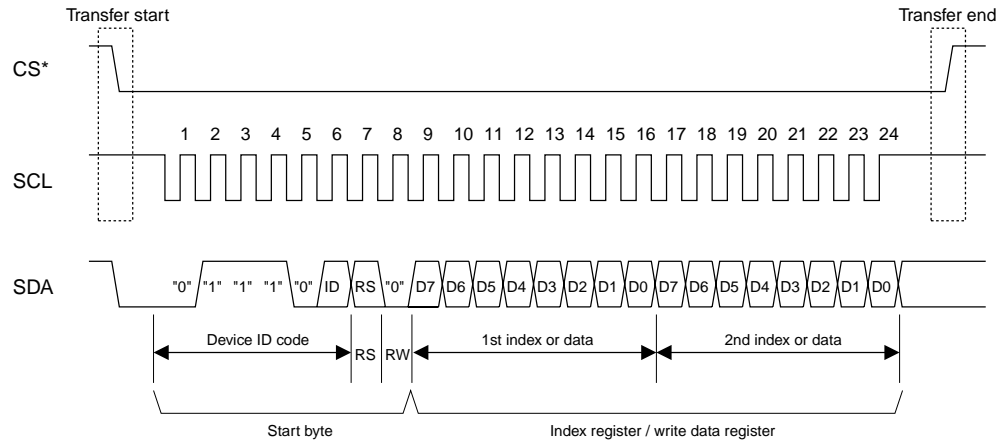 Transfer start Transfer end
CS*
1 2 3 4 5 6 7 8 9 10 11 12 13 14 15 16 17 18 19 20 21 22 23 24
SCL
SDA "0" "1" "1" "1" "0" ID RS "0" D7 D6 D5 D4 D3 D2 D1 D0 D7 D6 D5 D4 D3 D2 D1 D0
Device ID code RS RW 1st index or data 2nd index or data
Start byte Index register / write data register